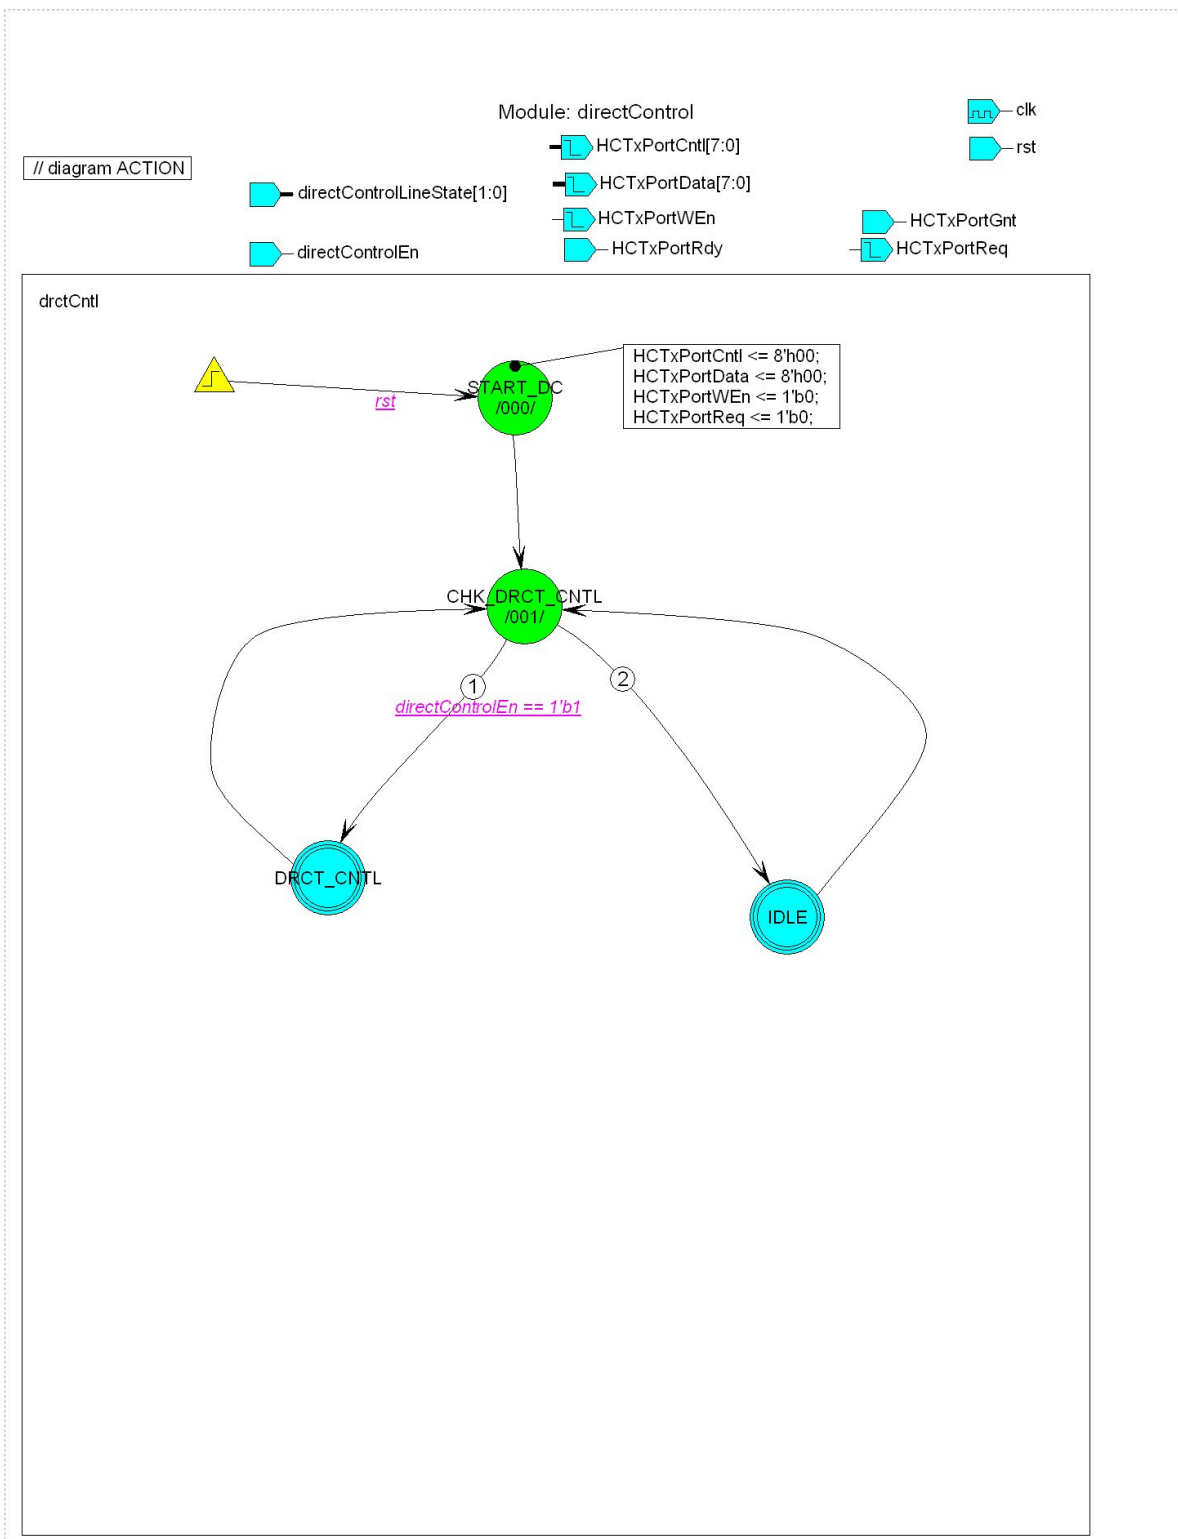 Module: directControl
clk
HCTxPortCntl[7:0]
rst
// diagram ACTION
directControlLineState[1:0]
HCTxPortData[7:0]
HCTxPortWEn
HCTxPortGnt
directControlEn
HCTxPortRdy
HCTxPortReq
drctCntl
HCTxPortCntl <= 8'h00;
HCTxPortData <= 8'h00;
HCTxPortWEn <= 1'b0;
HCTxPortReq <= 1'b0;
START_DC
/000/
rst
CHK_DRCT_CNTL
/001/
1
2
directControlEn == 1'b1
DRCT_CNTL
IDLE